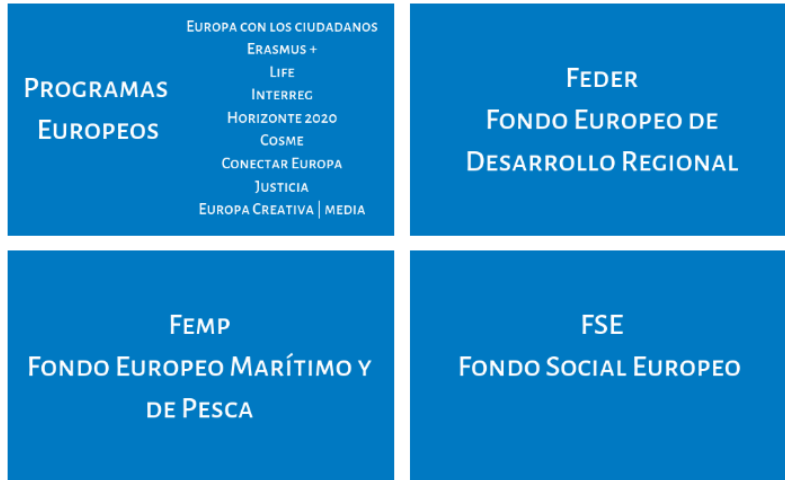 Programas
Europeos
Europa con los ciudadanos
Erasmus +
Life
Interreg
Horizonte 2020
Cosme
Conectar Europa
Justicia
Europa Creativa | media
Feder
Fondo Europeo de
Desarrollo Regional
Femp
Fondo Europeo Marítimo y
de Pesca
FSE
Fondo Social Europeo